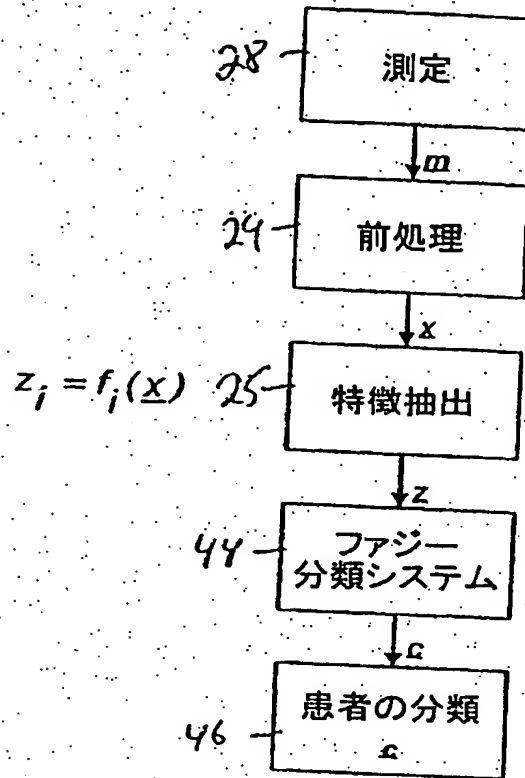 28
測定
m
24
前処理
x
z_i = f_i(x) 25
特徴抽出
z
44
ファジー
分類システム
c
患者の分類
46
c